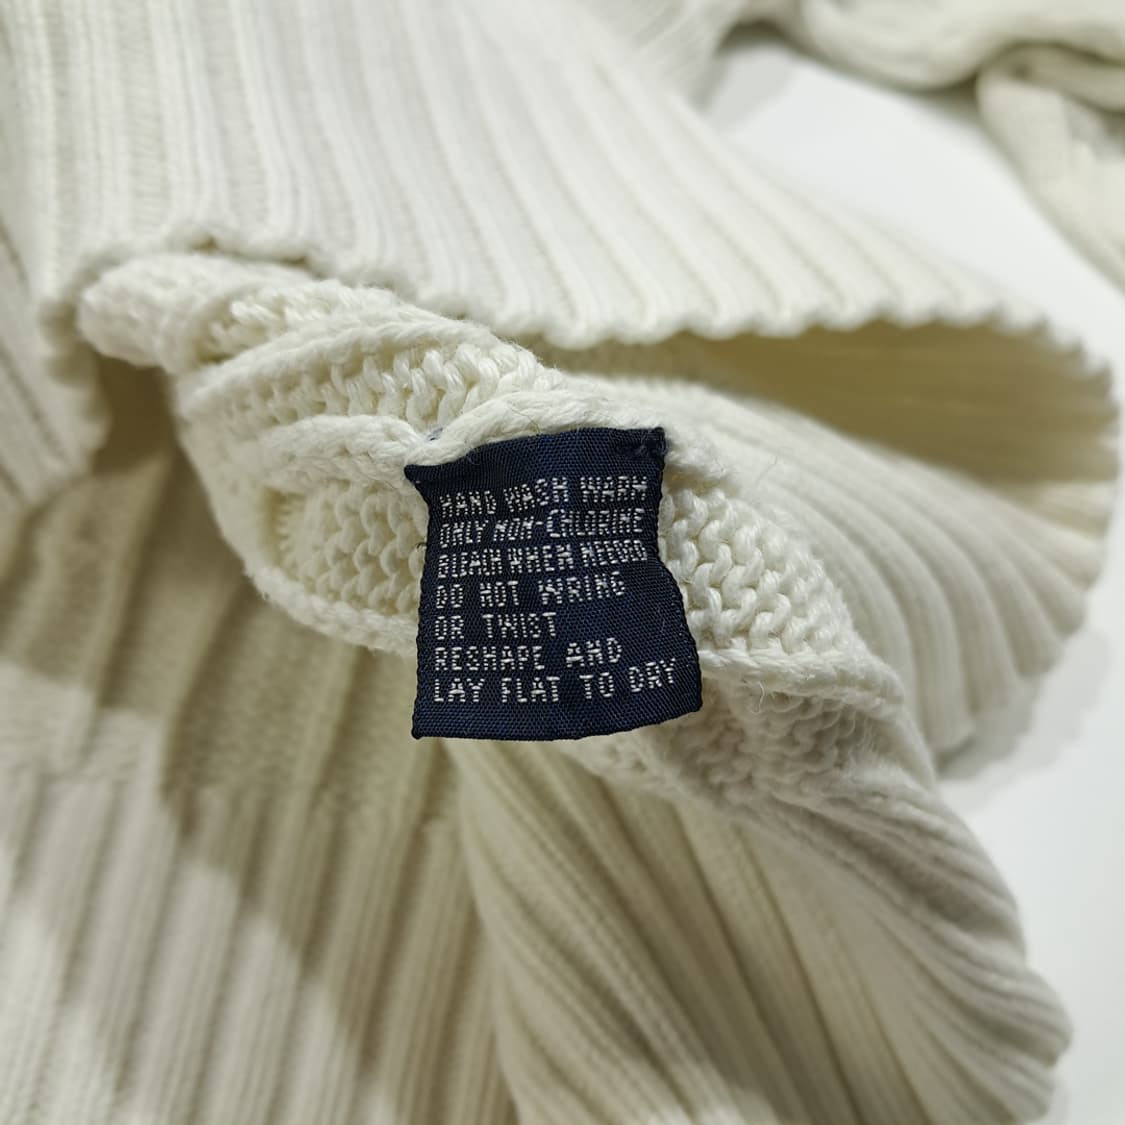 HAND WASH WARM
ONLY NON-CHLORINE
BLEACH WHEN NEEDED
DO NOT WRING
OR TWIST
RESHAPE AND
LAY FLAT TO DRY